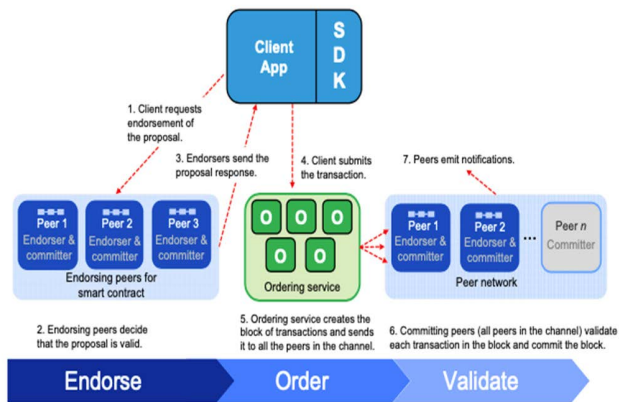 Client
App
S
D
K
1. Client requests
endorsement of
the proposal.
3. Endorsers send the
proposal response.
4. Client submits
the transaction.
7. Peers emit notifications.
Peer 1
Endorser &
committer
Peer 2
Endorser &
committer
Peer 3
Endorser &
committer
Endorsing peers for
smart contract
O O O
O O
Ordering service
Peer 1
Endorser &
committer
Peer 2
Endorser &
committer
...
Peer n
Committer
Peer network
2. Endorsing peers decide
that the proposal is valid.
5. Ordering service creates the
block of transactions and sends
it to all the peers in the channel.
6. Committing peers (all peers in the channel) validate
each transaction in the block and commit the block.
Endorse
Order
Validate